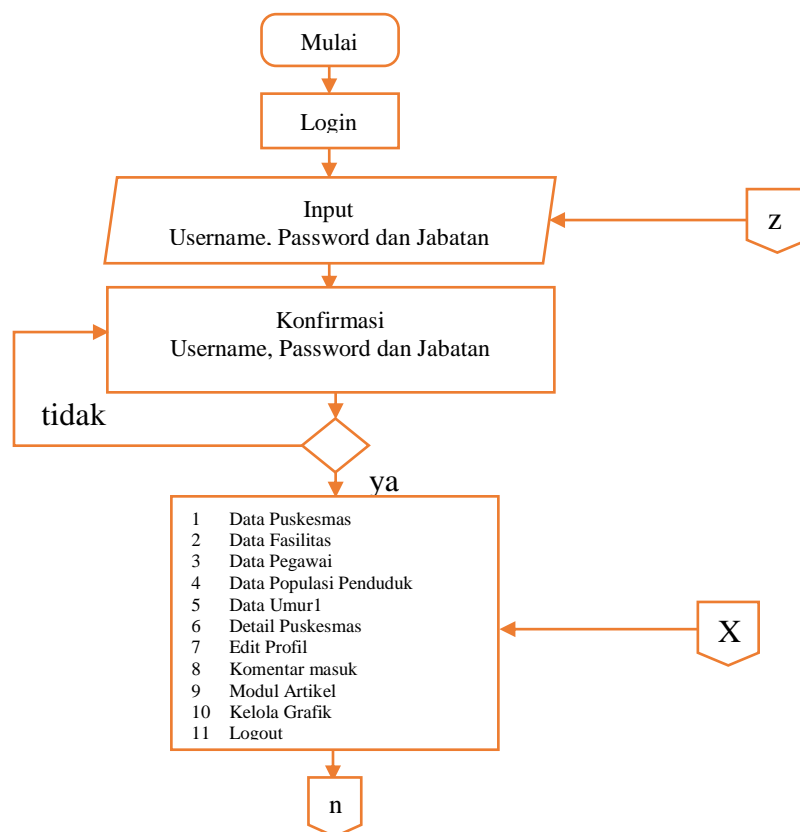 Mulai
Login
Input
Username, Password dan Jabatan
z
Konfirmasi
Username, Password dan Jabatan
tidak
ya
1 Data Puskesmas
2 Data Fasilitas
3 Data Pegawai
4 Data Populasi Penduduk
5 Data Umur1
6 Detail Puskesmas
7 Edit Profil
8 Komentar masuk
9 Modul Artikel
10 Kelola Grafik
11 Logout
X
n